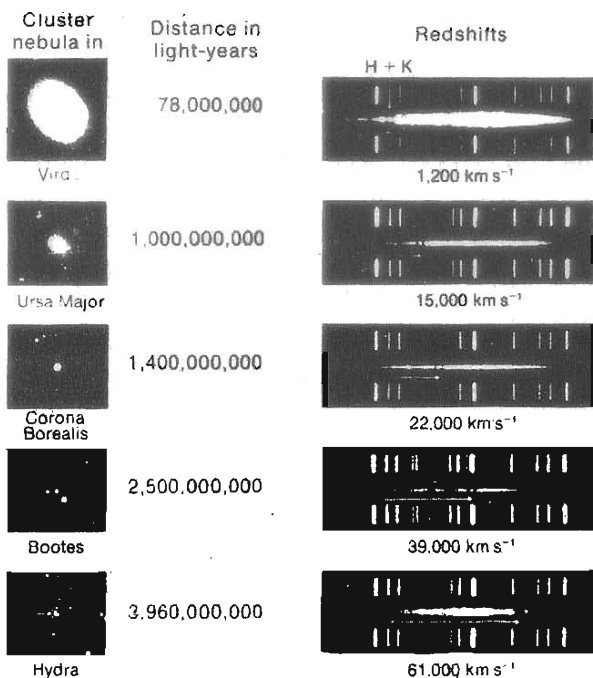 Cluster
nebula in
Distance in
light-years
Redshifts
H + K
78,000,000
1,200 km s⁻¹
1,000,000,000
Ursa Major
15,000 km s⁻¹
1,400,000,000
Corona
Borealis
22,000 km s⁻¹
2,500,000,000
Bootes
39,000 km s⁻¹
3,960,000,000
Hydra
61,000 km s⁻¹